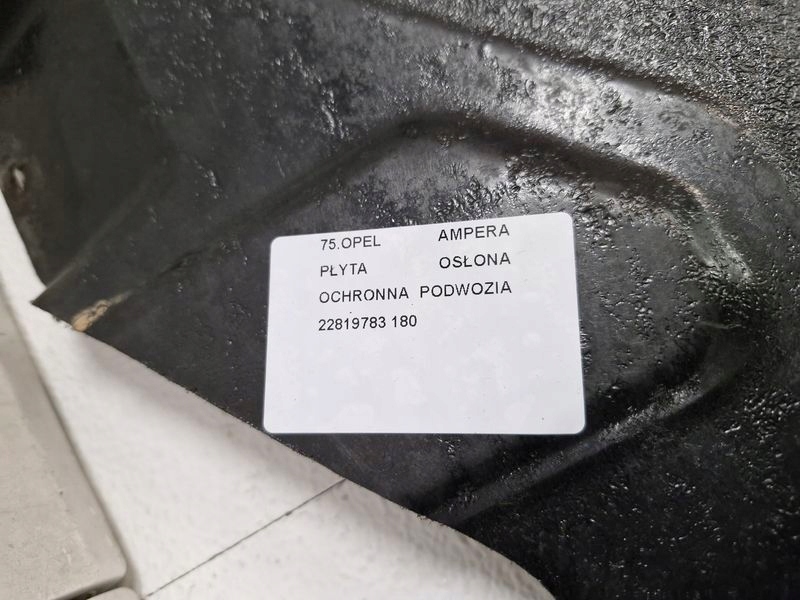 75.OPEL AMPERA
PŁYTA OSŁONA
OCHRONNA PODWOZIA
22819783 180